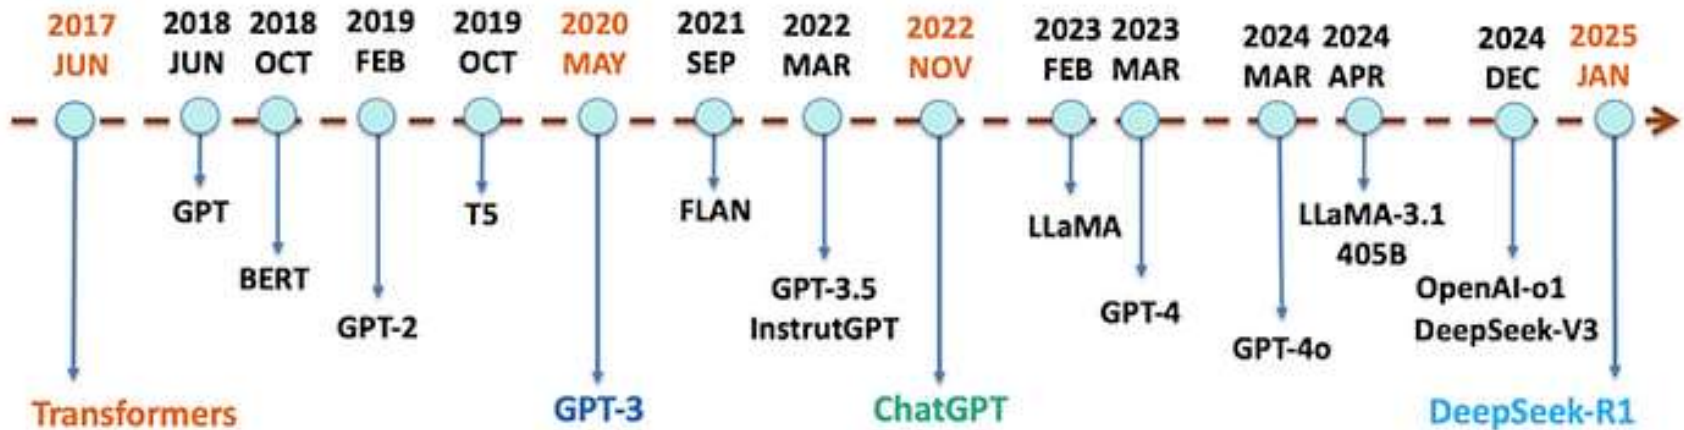 2017 JUN
2018 JUN
2018 OCT
2019 FEB
2019 OCT
2020 MAY
2021 SEP
2022 MAR
2022 NOV
2023 FEB
2023 MAR
2024 MAR
2024 APR
2024 DEC
2025 JAN
GPT
BERT
GPT-2
T5
FLAN
GPT-3.5
InstrutGPT
LLaMA
GPT-4
GPT-4o
LLaMA-3.1
405B
OpenAI-o1
DeepSeek-V3
Transformers
GPT-3
ChatGPT
DeepSeek-R1